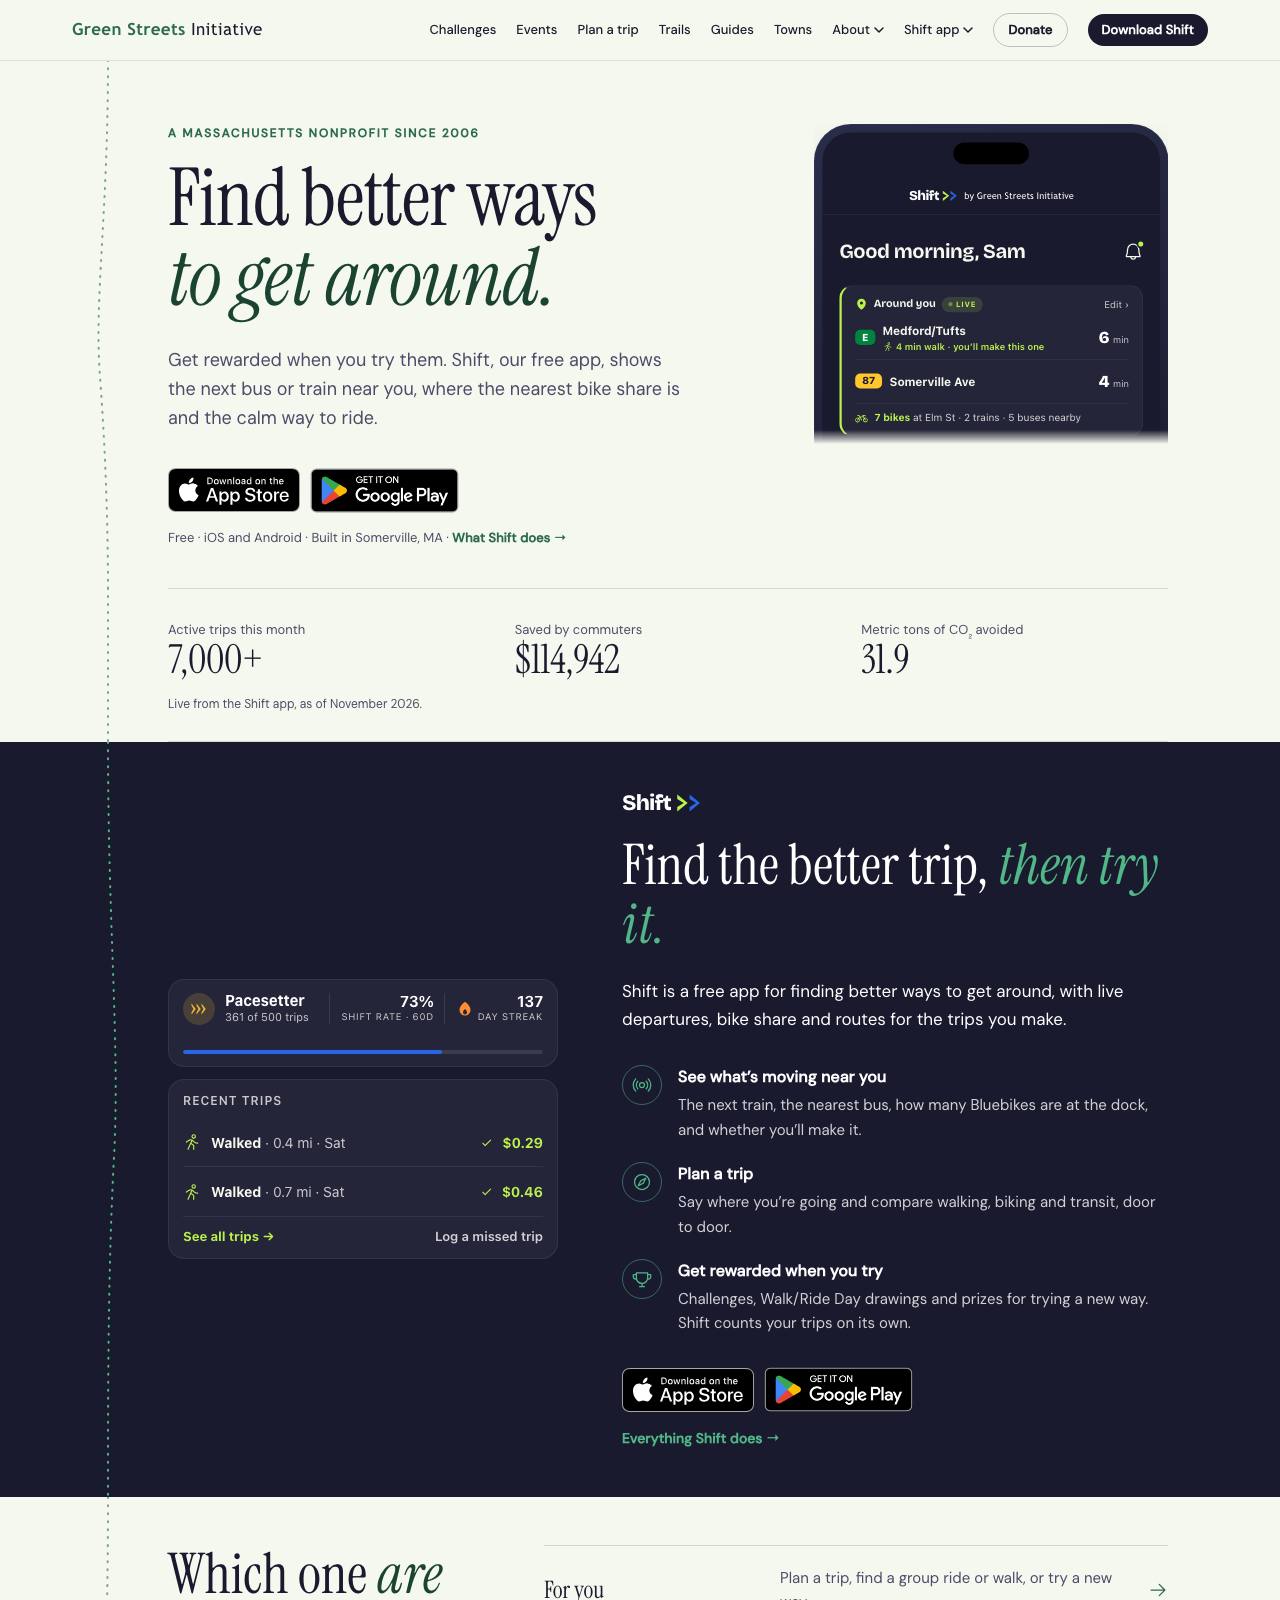 Green Streets Initiative
Challenges
Events
Plan a trip
Trails
Guides
Towns
About
Shift app
Donate
Download Shift
A MASSACHUSETTS NONPROFIT SINCE 2006
Find better ways
to get around.
Get rewarded when you try them. Shift, our free app, shows
the next bus or train near you, where the nearest bike share is
and the calm way to ride.
Download on the
App Store
GET IT ON
Google Play
Free · iOS and Android · Built in Somerville, MA · What Shift does →
Shift >> by Green Streets Initiative
Good morning, Sam
Around you
• LIVE
Edit ›
E
Medford/Tufts
4 min walk · you'll make this one
6 min
87
Somerville Ave
4 min
7 bikes at Elm St · 2 trains · 5 buses nearby
Active trips this month
7,000+
Saved by commuters
$114,942
Metric tons of CO₂ avoided
31.9
Live from the Shift app, as of November 2026.
Shift >>
Find the better trip, then try
it.
Shift is a free app for finding better ways to get around, with live
departures, bike share and routes for the trips you make.
Pacesetter
361 of 500 trips
73%
SHIFT RATE · 60D
137
DAY STREAK
RECENT TRIPS
Walked · 0.4 mi · Sat
✓ $0.29
Walked · 0.7 mi · Sat
✓ $0.46
See all trips →
Log a missed trip
See what’s moving near you
The next train, the nearest bus, how many Bluebikes are at the dock,
and whether you’ll make it.
Plan a trip
Say where you’re going and compare walking, biking and transit, door
to door.
Get rewarded when you try
Challenges, Walk/Ride Day drawings and prizes for trying a new way.
Shift counts your trips on its own.
Download on the
App Store
GET IT ON
Google Play
Everything Shift does →
Which one are
For you
Plan a trip, find a group ride or walk, or try a new
→